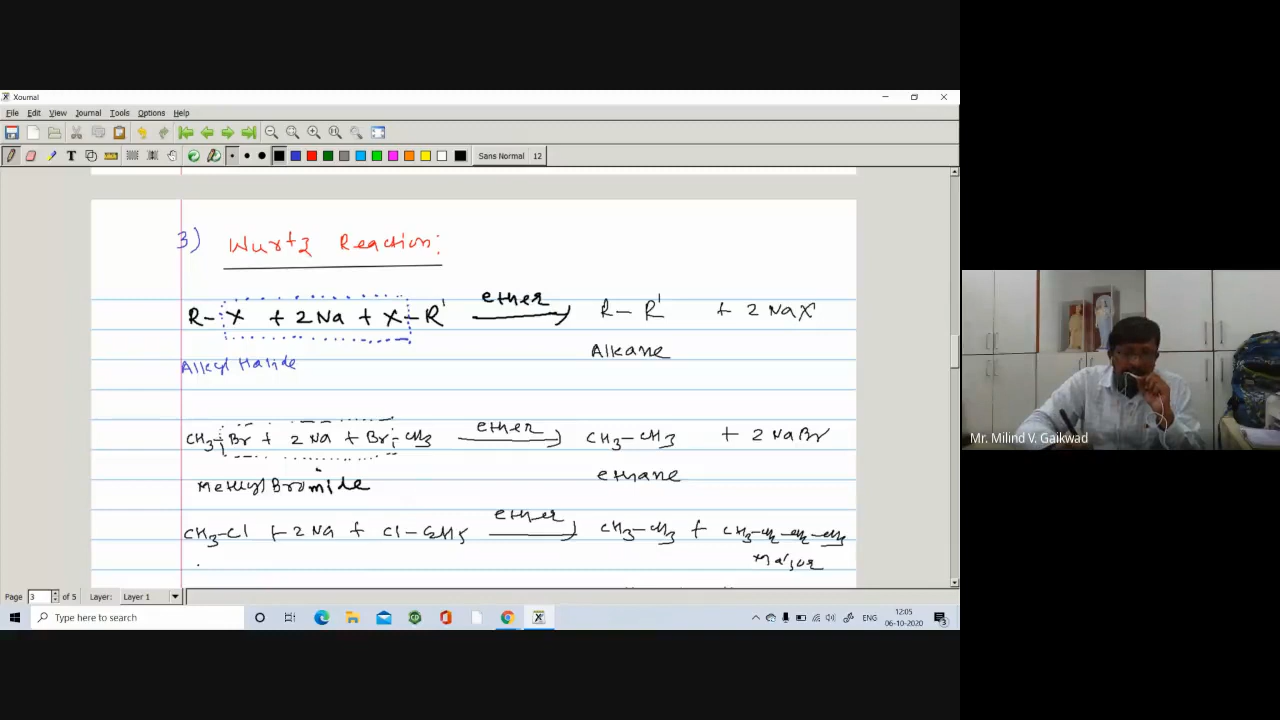 Xournal
File Edit View Journal Tools Options Help
Sans Normal 12
3) Wurtz Reaction:
R-X + 2Na + X-R' ether R-R' + 2NaX
Alkyl Halide Alkane
CH3-Br + 2Na + Br-CH3 ether CH3-CH3 + 2NaBr
Methyl Bromide ethane
CH3-Cl + 2Na + Cl-C2H5 ether CH3-CH3 + CH3-CH2-CH2-CH3
Major
Mr. Milind V. Gaikwad
Page 3 of 5 Layer: Layer 1
Type here to search
ENG 12:05
06-10-2020
3